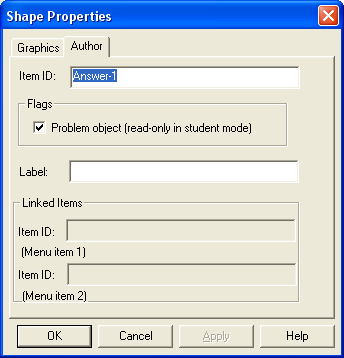 Shape Properties
Graphics Author
Item ID: Answer-1
Flags
Problem object (read-only in student mode)
Label:
Linked Items
Item ID:
(Menu item 1)
Item ID:
(Menu item 2)
OK Cancel Apply Help